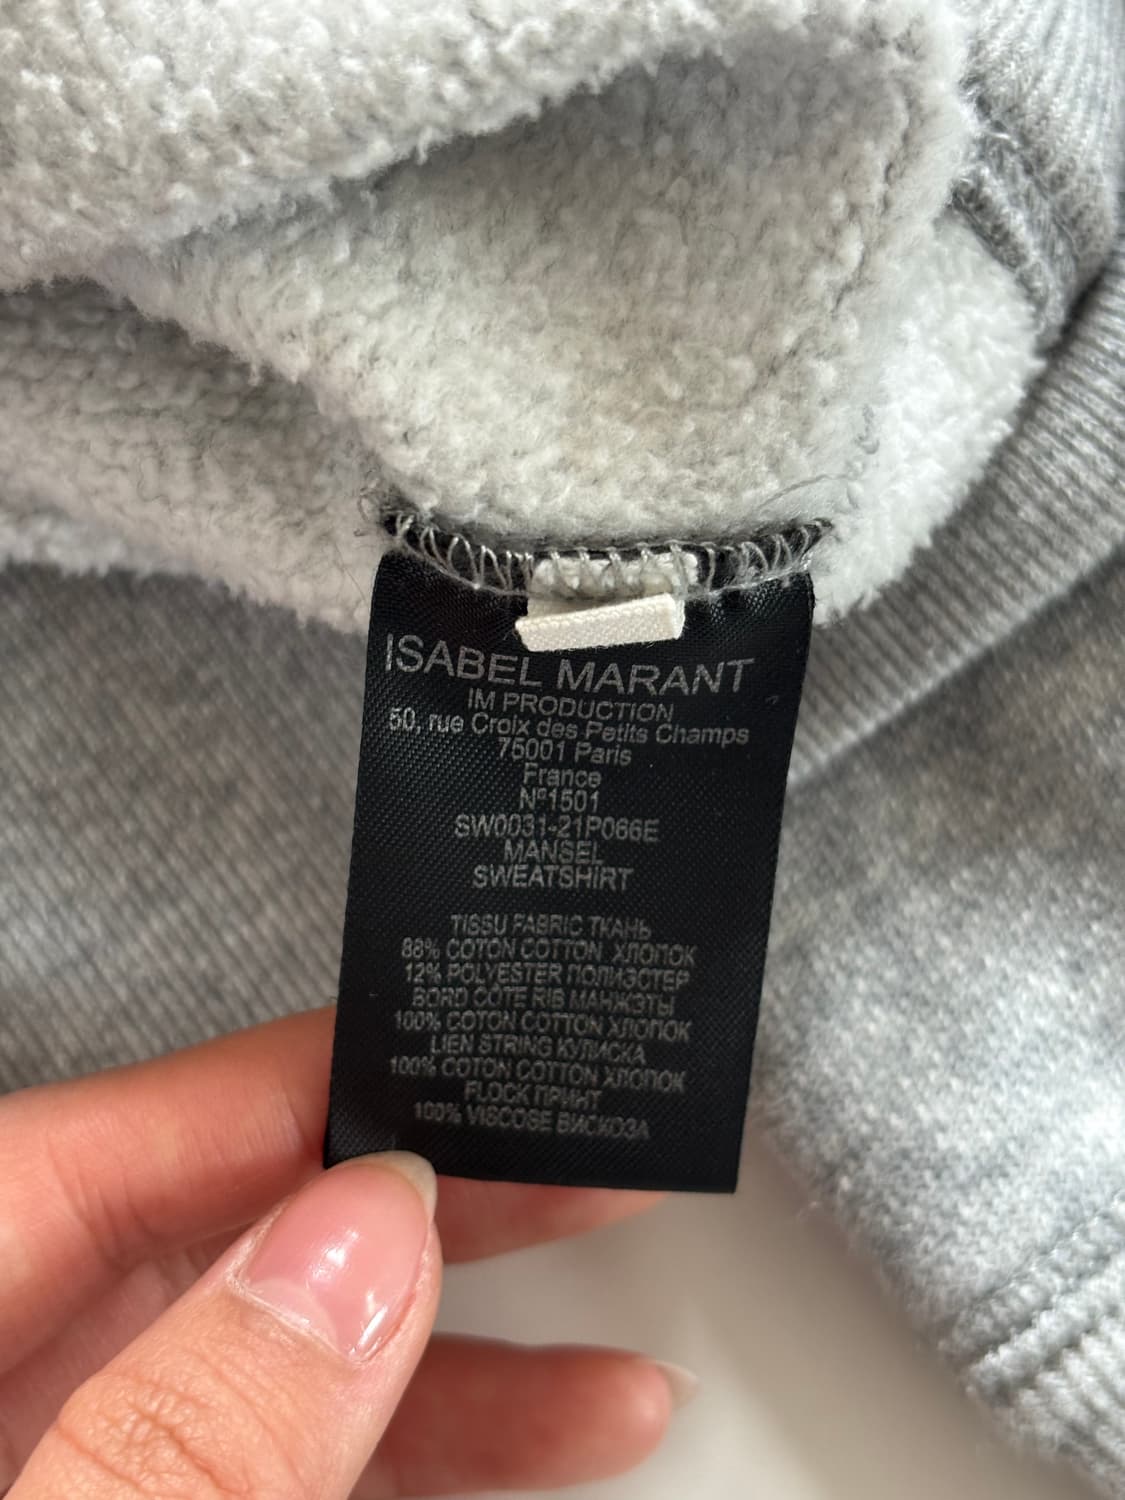 ISABEL MARANT
IM PRODUCTION
50, rue Croix des Petits Champs
75001 Paris
France
N°1501
SW0031-21P066E
MANSEL
SWEATSHIRT
TISSU FABRIC ТКАНЬ
88% COTON COTTON ХЛОПОК
12% POLYESTER ПОЛИЭСТЕР
BORD COTE RIB МАНЖЭТЫ
100% COTON COTTON ХЛОПОК
LIEN STRING КУЛИСКА
100% COTON COTTON ХЛОПОК
FLOCK ПРИНТ
100% VISCOSE ВИСКОЗА